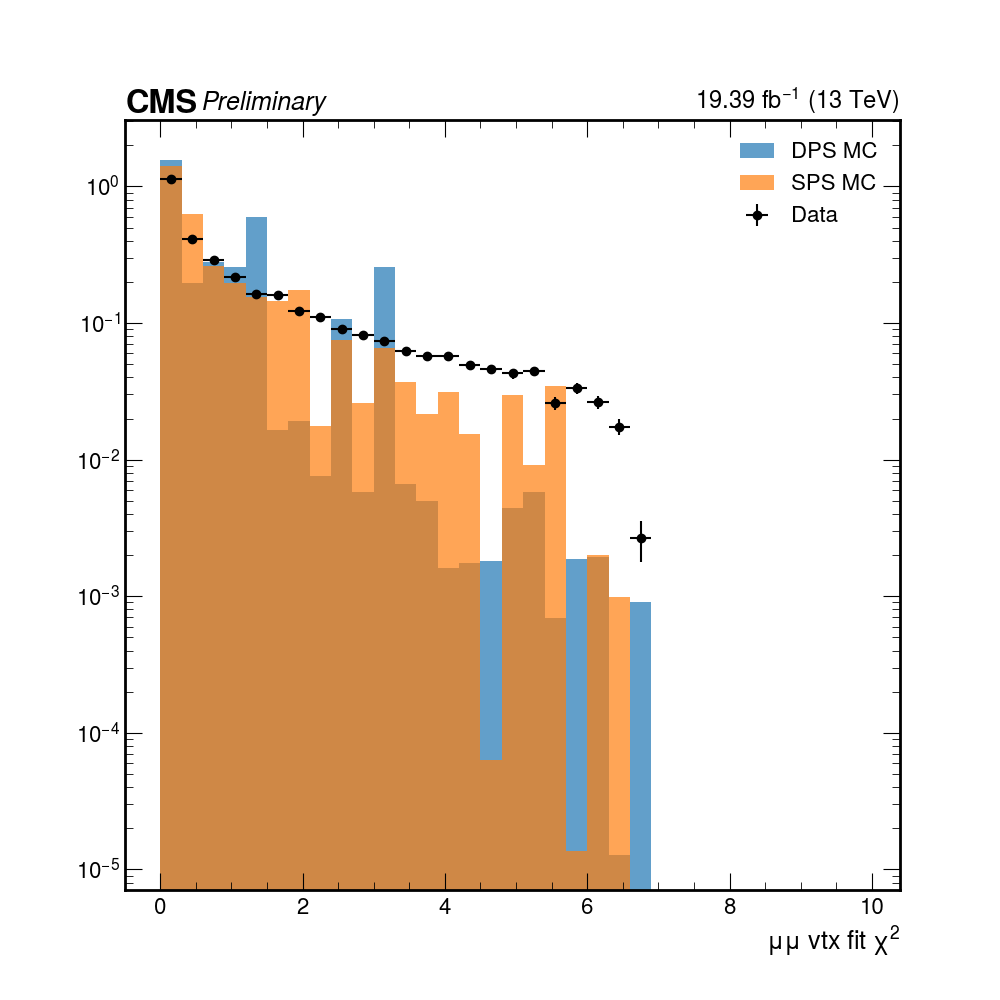 CMS Preliminary 19.39 fb⁻¹ (13 TeV)
DPS MC
SPS MC
Data
10⁰
10⁻¹
10⁻²
10⁻³
10⁻⁴
10⁻⁵
0 2 4 6 8 10
μμ vtx fit χ²